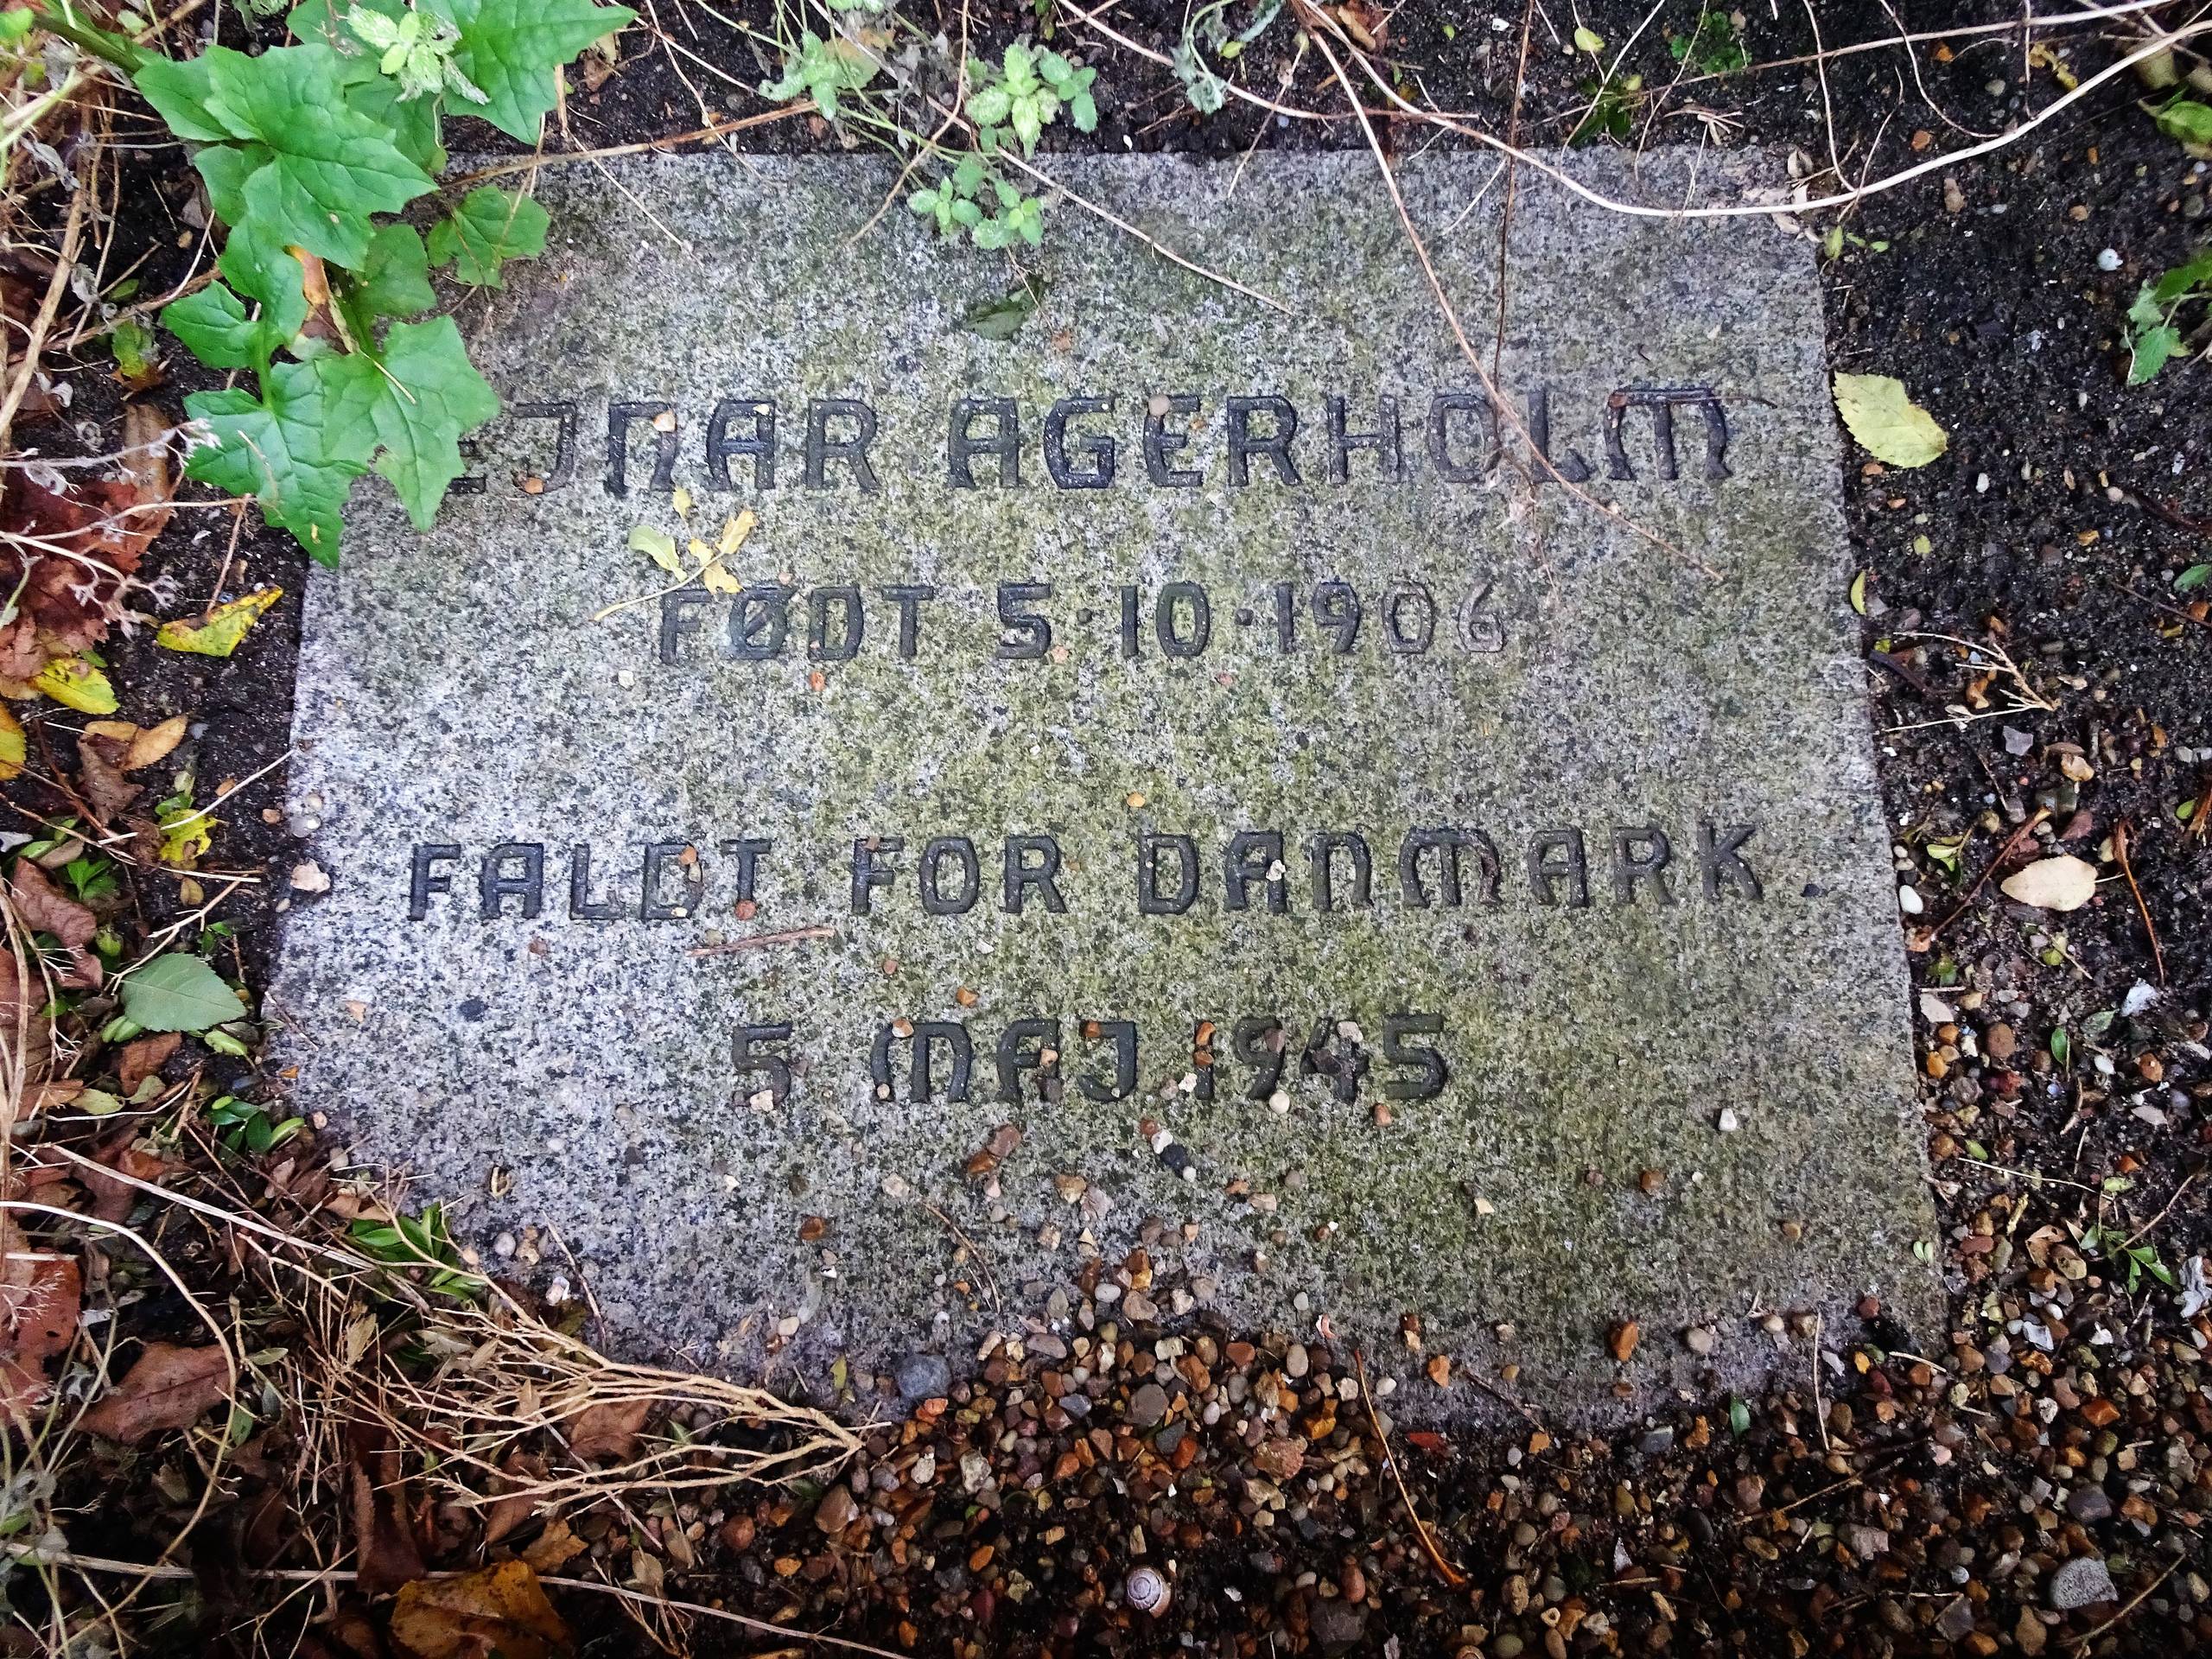 EJNAR AGERHOLM
FØDT 5·10·1906
FALDT FOR DANMARK.
5 MAJ 1945